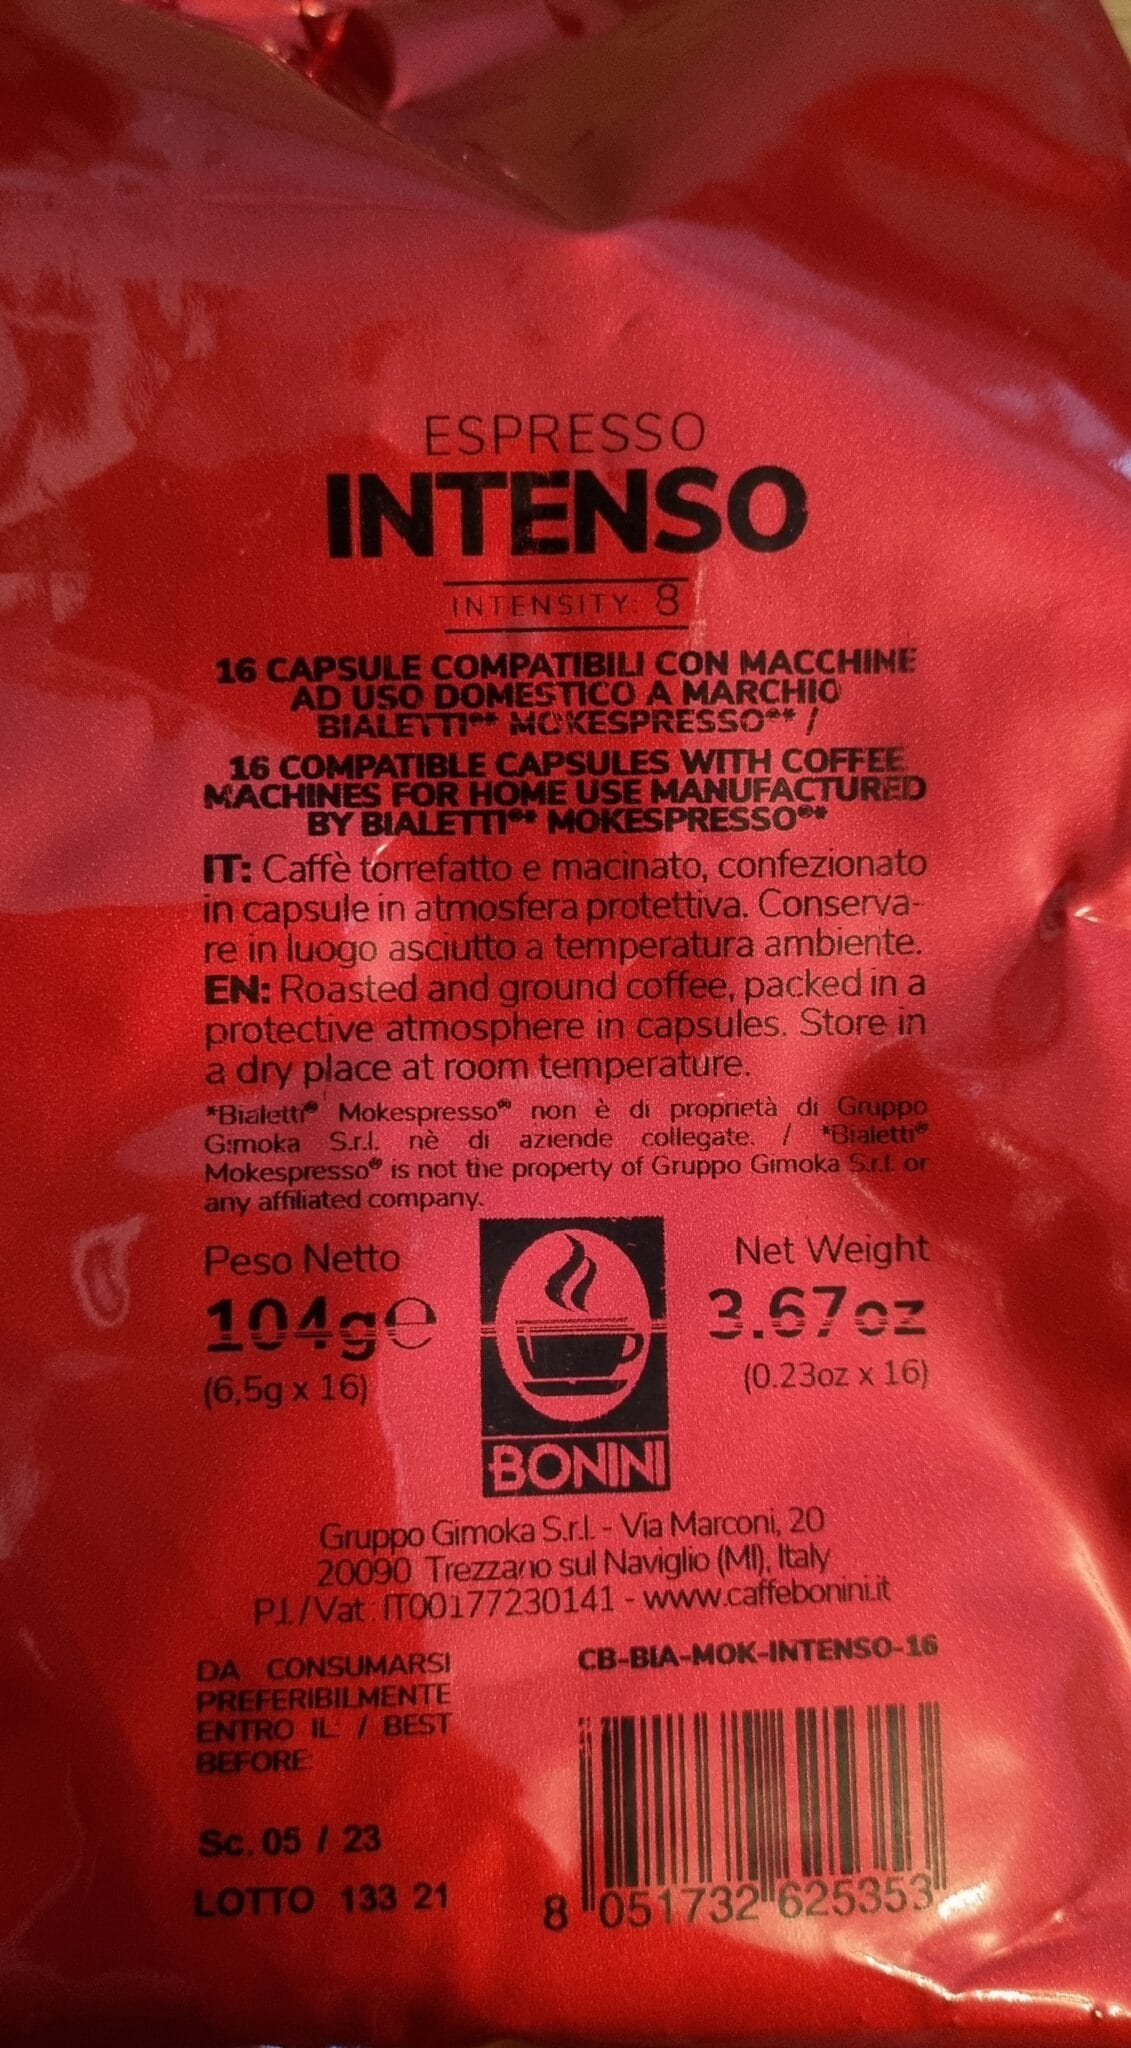 ESPRESSO
INTENSO
INTENSITY: 8
16 CAPSULE COMPATIBILI CON MACCHINE
AD USO DOMESTICO A MARCHIO
BIALETTI®* MOKESPRESSO®* /
16 COMPATIBLE CAPSULES WITH COFFEE
MACHINES FOR HOME USE MANUFACTURED
BY BIALETTI®* MOKESPRESSO®*
IT: Caffè torrefatto e macinato, confezionato
in capsule in atmosfera protettiva. Conserva-
re in luogo asciutto a temperatura ambiente.
EN: Roasted and ground coffee, packed in a
protective atmosphere in capsules. Store in
a dry place at room temperature.
*Bialetti® Mokespresso® non è di proprietà di Gruppo
Gimoka S.r.l. nè di aziende collegate. / *Bialetti®
Mokespresso® is not the property of Gruppo Gimoka S.r.l. or
any affiliated company.
Peso Netto
104g℮
(6,5g x 16)
Net Weight
3.67oz
(0.23oz x 16)
BONINI
Gruppo Gimoka S.r.l. - Via Marconi, 20
20090 Trezzano sul Naviglio (MI), Italy
P.I./Vat: IT00177230141 - www.caffebonini.it
DA CONSUMARSI
PREFERIBILMENTE
ENTRO IL: / BEST
BEFORE:
Sc. 05 / 23
LOTTO 133 21
CB-BIA-MOK-INTENSO-16
8 051732 625353